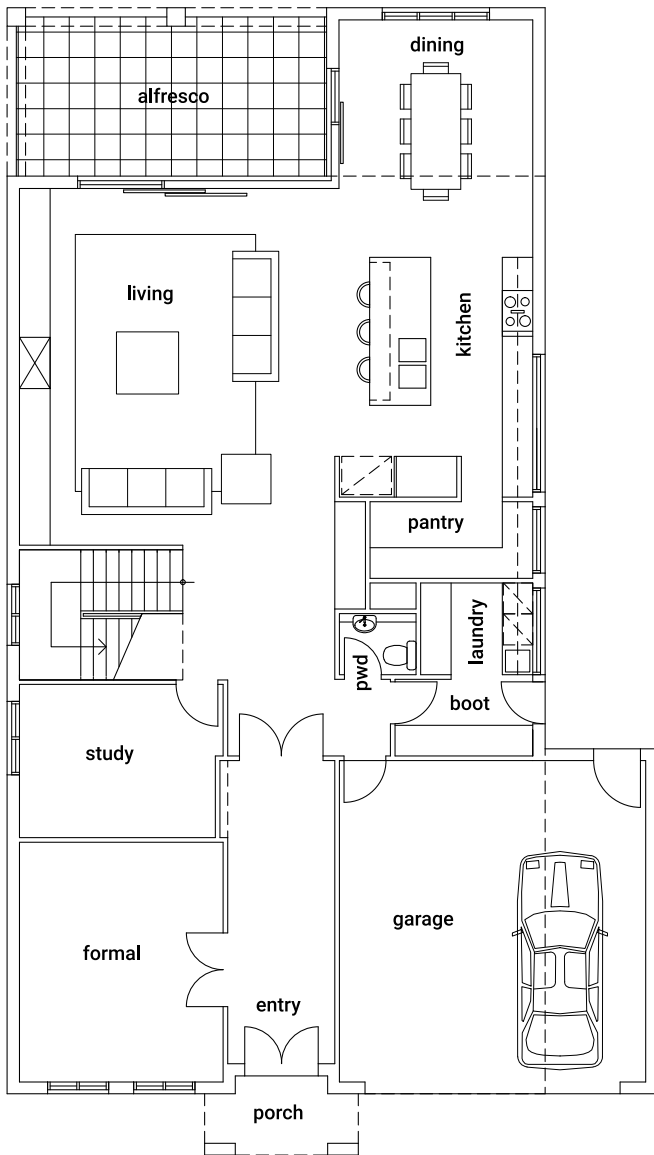 dining
alfresco
living
kitchen
pantry
laundry
pwd
boot
study
garage
formal
entry
porch